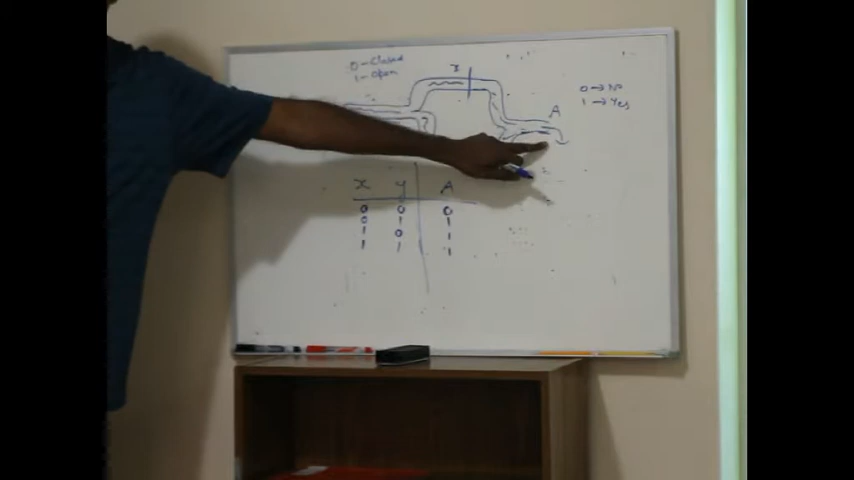 0 - Closed
1 - Open
x
A
0 → No
1 → Yes
X Y A
0 0 0
0 1 1
1 0 1
1 1 1